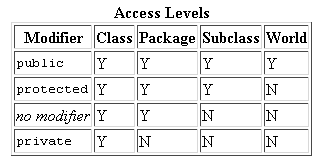 Access Levels
Modifier Class Package Subclass World
public Y Y Y Y
protected Y Y Y N
no modifier Y Y N N
private Y N N N